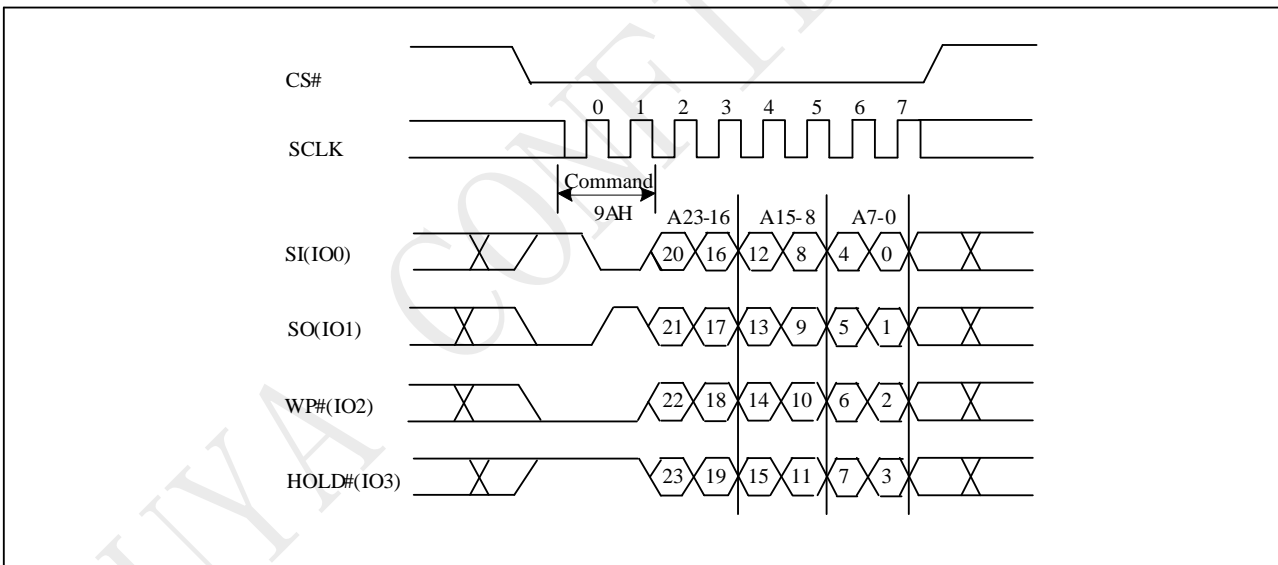 CS#
0 1 2 3 4 5 6 7
SCLK
Command
9AH
A23-16 A15-8 A7-0
SI(IO0) 20 16 12 8 4 0
SO(IO1) 21 17 13 9 5 1
WP#(IO2) 22 18 14 10 6 2
HOLD#(IO3) 23 19 15 11 7 3